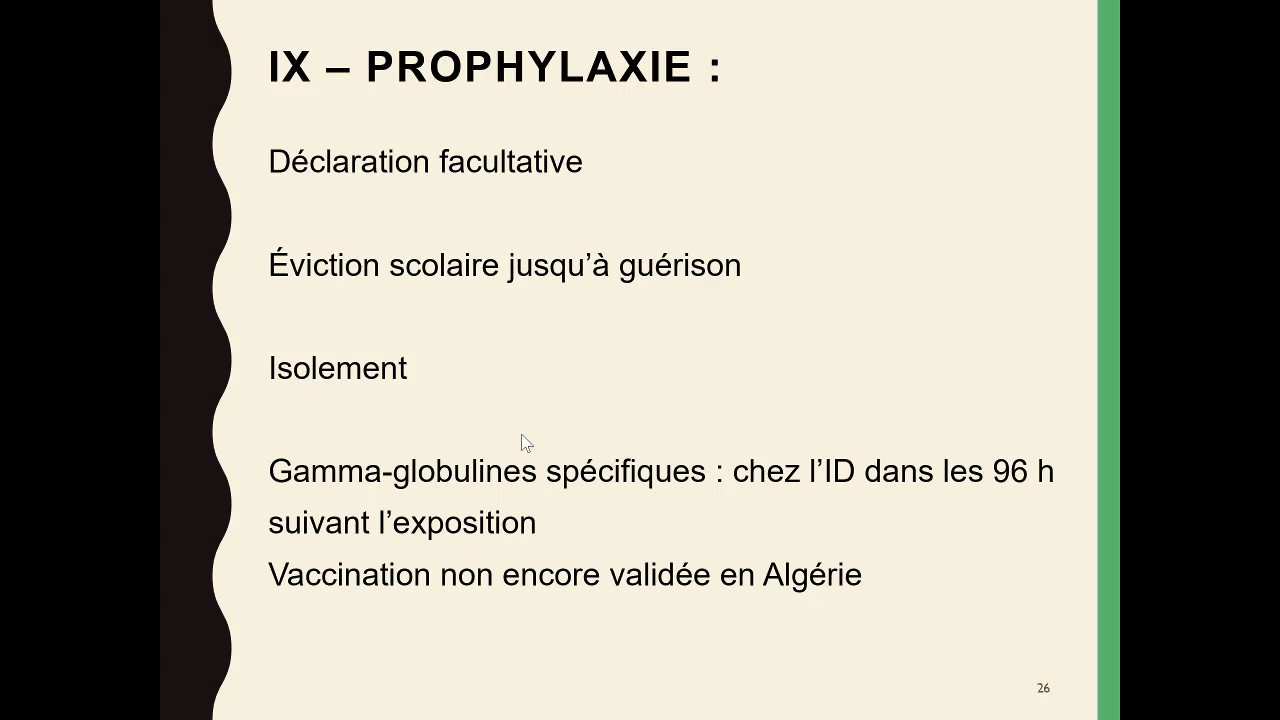 IX – PROPHYLAXIE :
Déclaration facultative
Éviction scolaire jusqu’à guérison
Isolement
Gamma-globulines spécifiques : chez l’ID dans les 96 h
suivant l’exposition
Vaccination non encore validée en Algérie
26